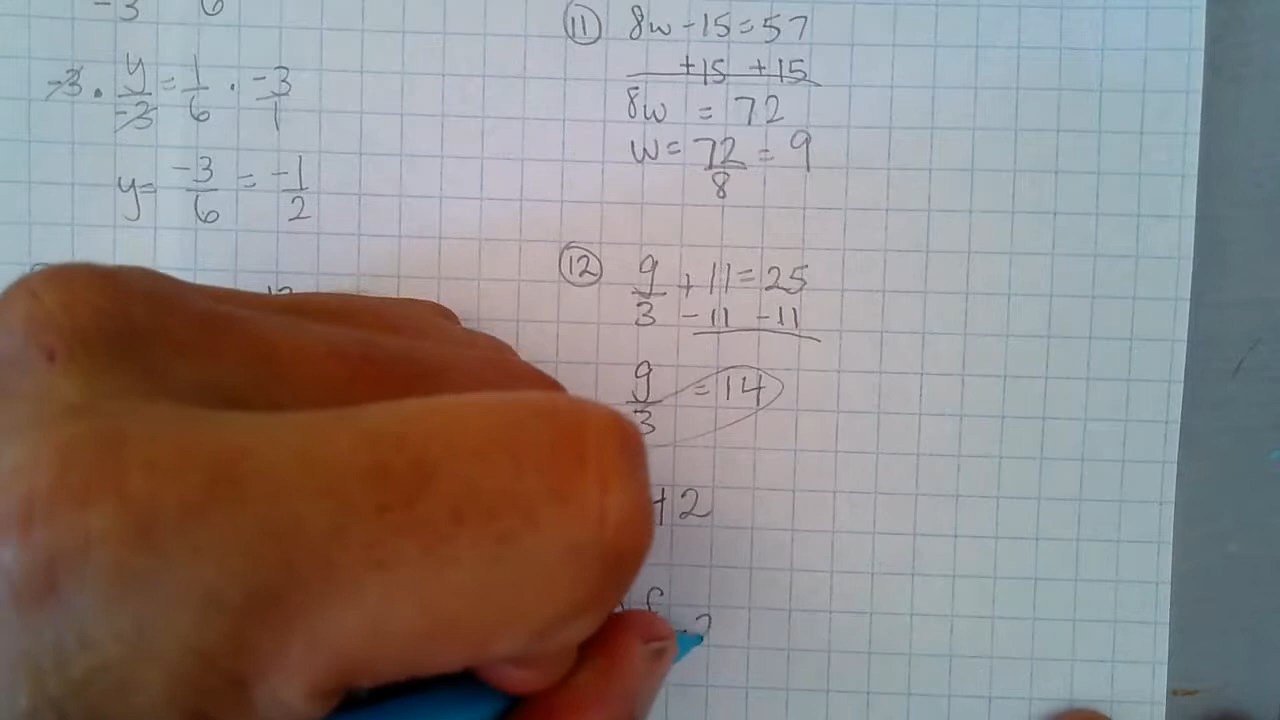 -3 6
-3 · y/-3 = 1/6 · -3/1
y = -3/6 = -1/2
12
⑪ 8w - 15 = 57
+15 +15
8w = 72
w = 72/8 = 9
⑫ g/3 + 11 = 25
-11 -11
g/3 = 14
+2
f